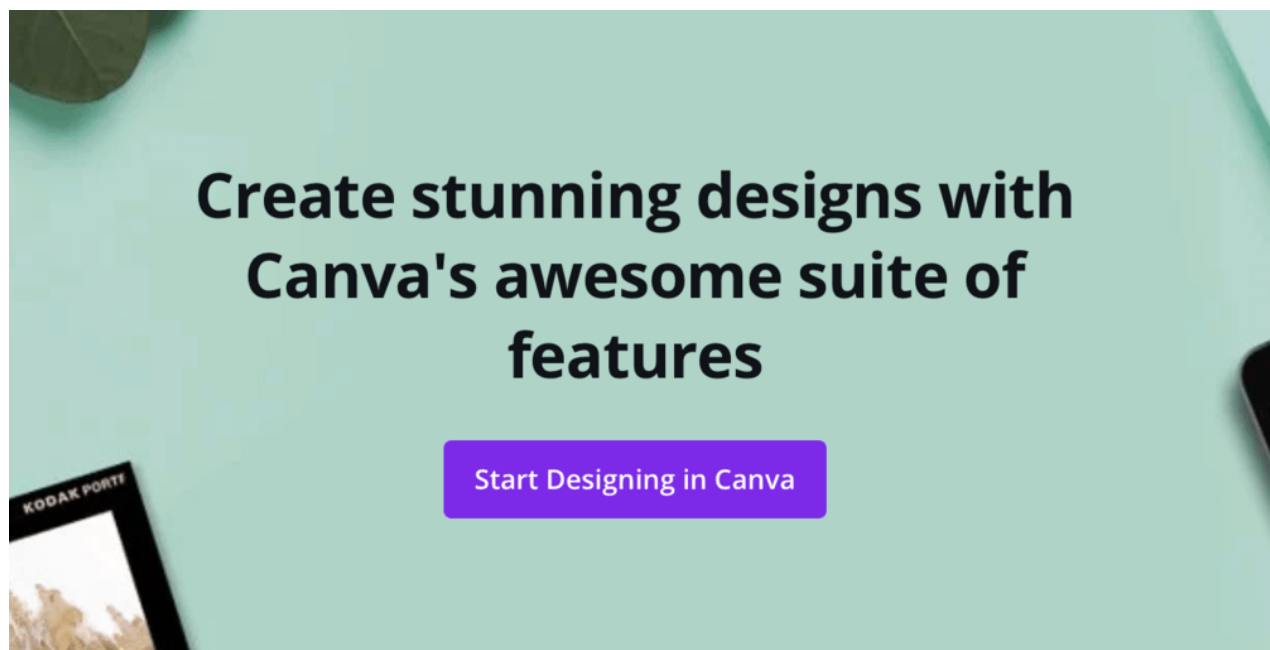 Create stunning designs with
Canva's awesome suite of
features
Start Designing in Canva
KODAK PORTF